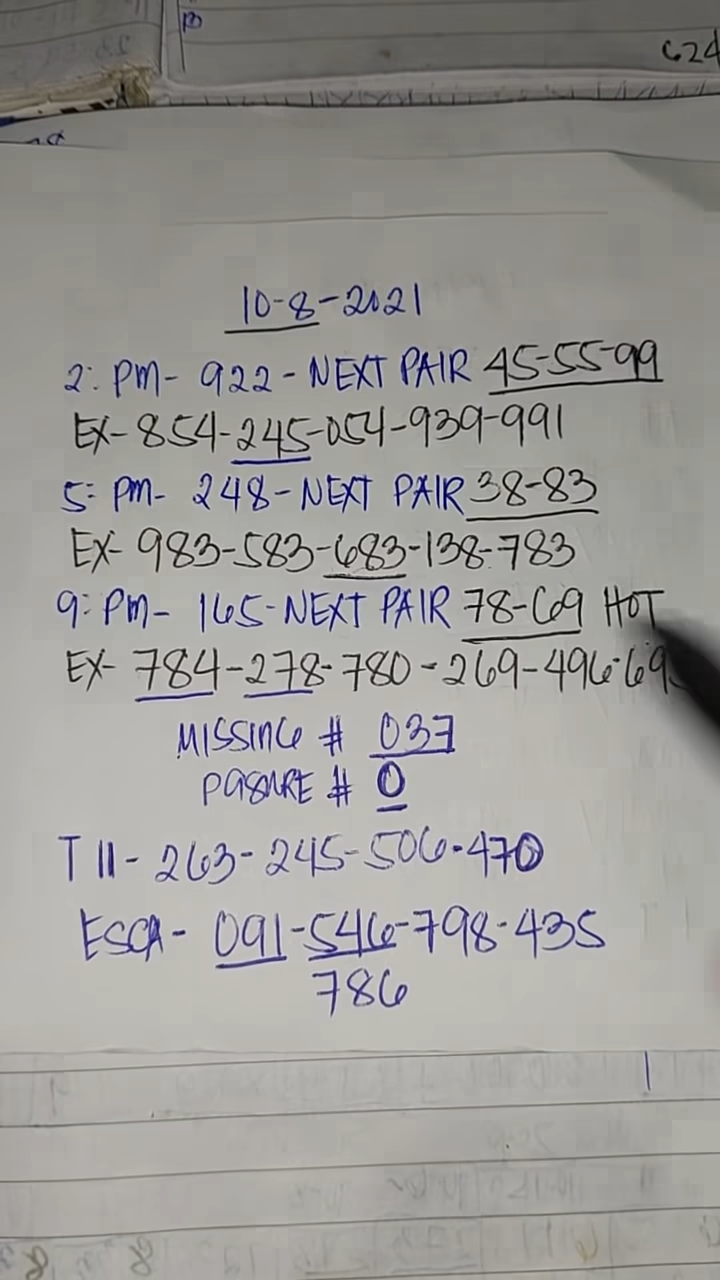 624
10-8-2021
2: PM- 922- NEXT PAIR 45-55-99
EX- 854-245-054-939-991
5: PM- 248- NEXT PAIR 38-83
EX- 983-583-683-138-783
9: PM- 165- NEXT PAIR 78-69 HOT
EX- 784-278-780-269-496-69
MISSING # 037
PASURE # 0
T11- 263-245-506-470
ESCA- 091-546-798-435
786